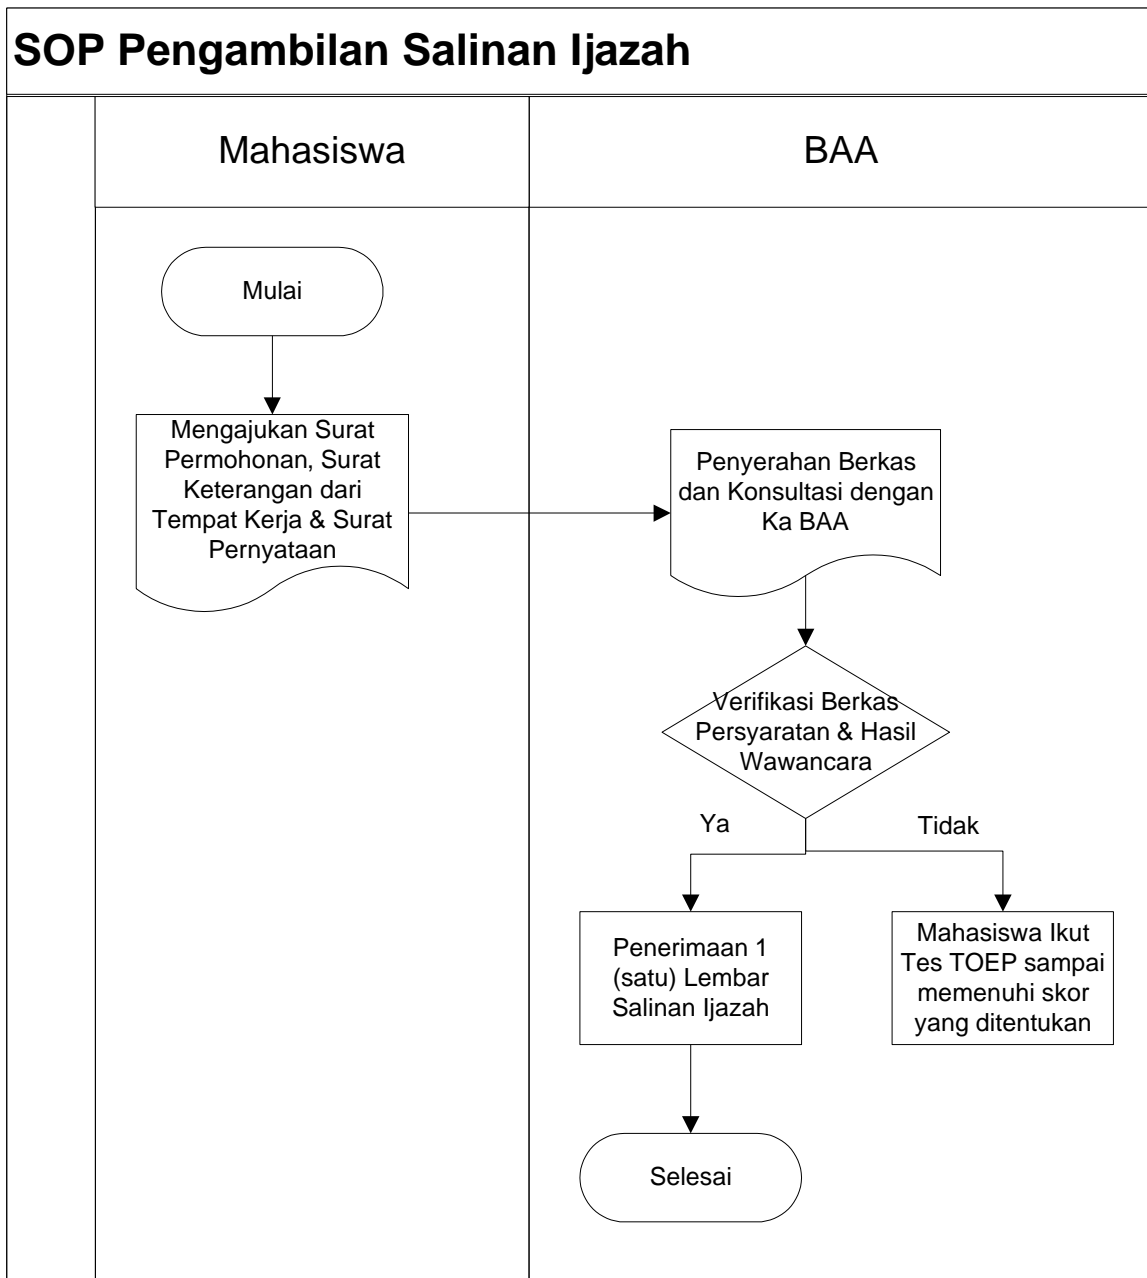 SOP Pengambilan Salinan Ijazah
Mahasiswa
BAA
Mulai
Mengajukan Surat
Permohonan, Surat
Keterangan dari
Tempat Kerja & Surat
Pernyataan
Penyerahan Berkas
dan Konsultasi dengan
Ka BAA
Verifikasi Berkas
Persyaratan & Hasil
Wawancara
Ya
Tidak
Penerimaan 1
(satu) Lembar
Salinan Ijazah
Mahasiswa Ikut
Tes TOEP sampai
memenuhi skor
yang ditentukan
Selesai